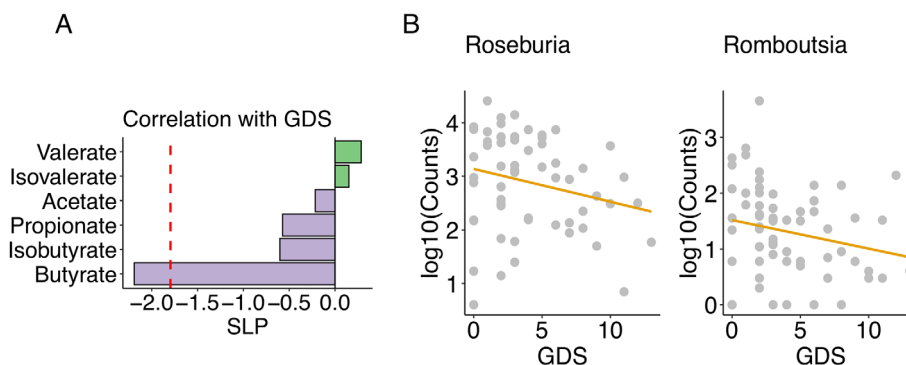 A
Correlation with GDS
Valerate
Isovalerate
Acetate
Propionate
Isobutyrate
Butyrate
−2.0 −1.5 −1.0 −0.5 0.0
SLP
B
Roseburia
log10(Counts)
4
3
2
1
0 5 10
GDS
Romboutsia
log10(Counts)
3
2
1
0
0 5 10
GDS